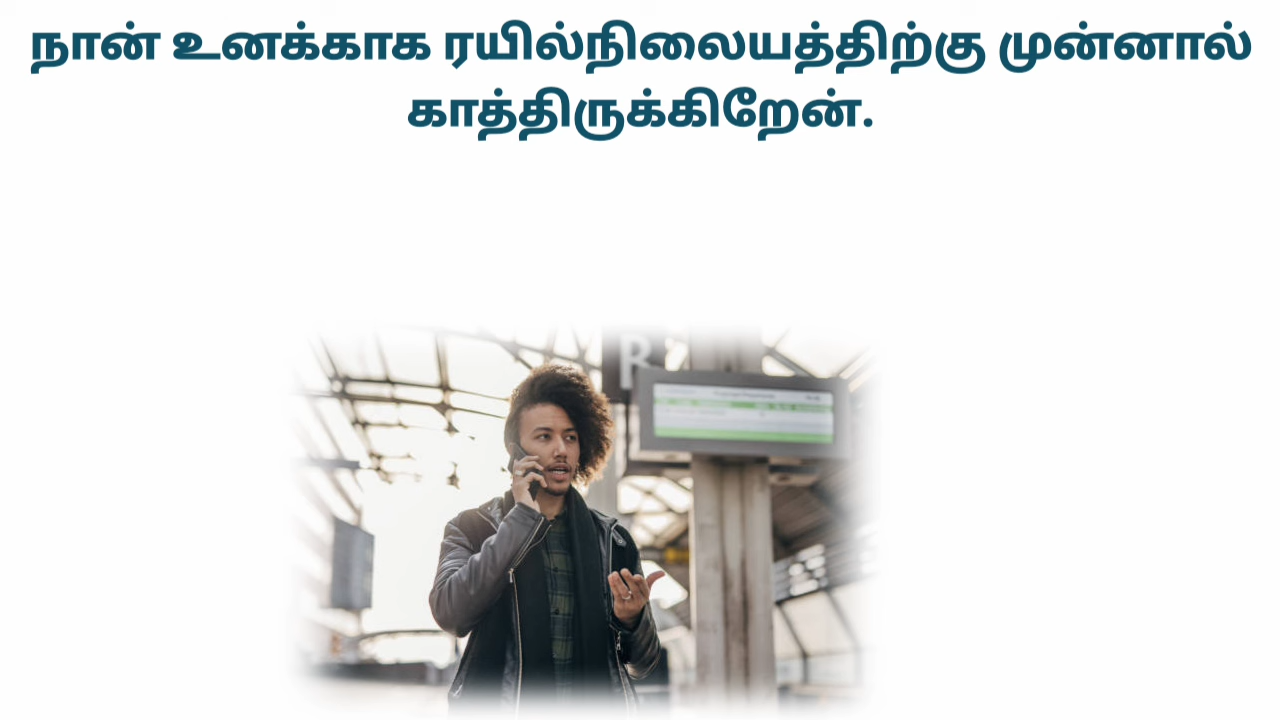 நான் உனக்காக ரயில்நிலையத்திற்கு முன்னால்
காத்திருக்கிறேன்.
R